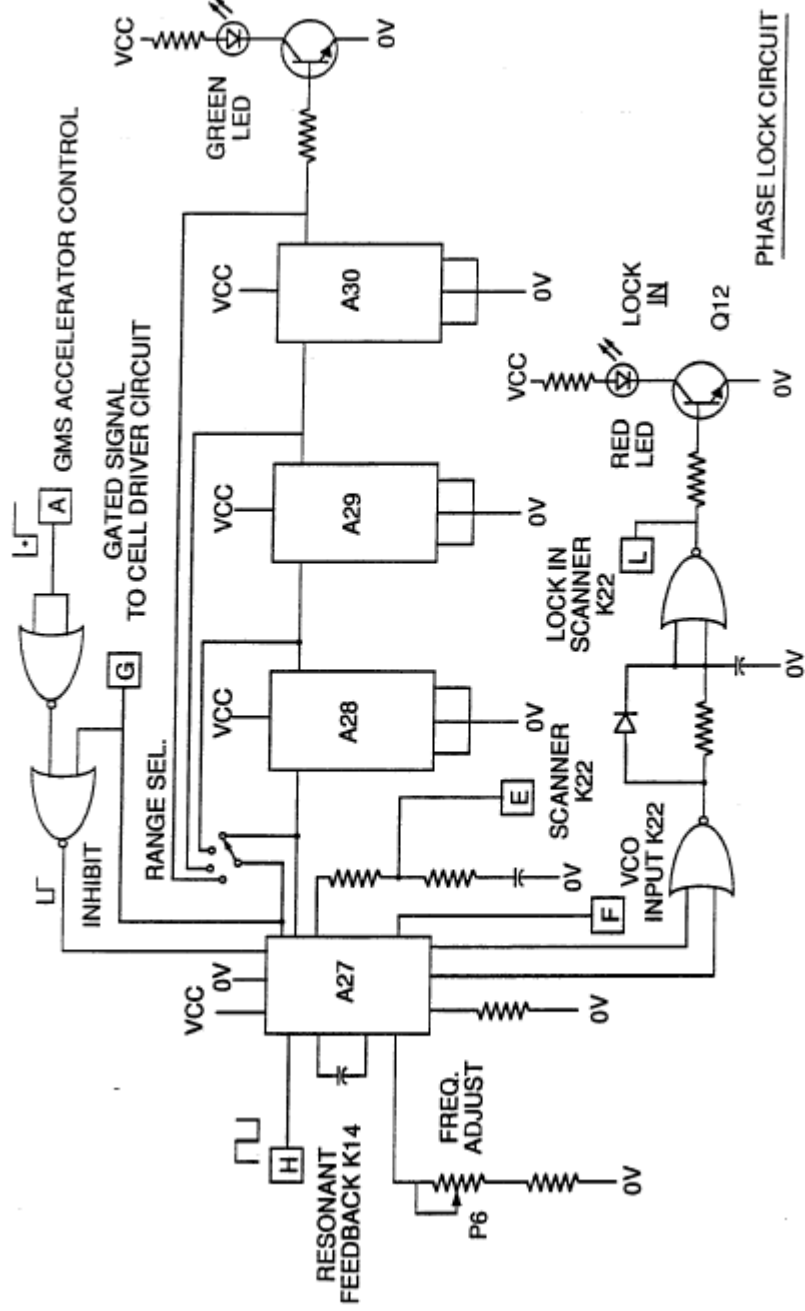 VCC
0V
GREEN
LED
GMS ACCELERATOR CONTROL
A
GATED SIGNAL
TO CELL DRIVER CIRCUIT
G
INHIBIT
RANGE SEL.
VCC
A30
0V
VCC
A29
0V
VCC
A28
0V
VCC
0V
A27
H
RESONANT
FEEDBACK K14
FREQ.
ADJUST
P6
0V
0V
E
SCANNER
K22
0V
F
VCO
INPUT K22
LOCK IN
SCANNER
K22
L
0V
VCC
RED
LED
LOCK
IN
Q12
0V
PHASE LOCK CIRCUIT